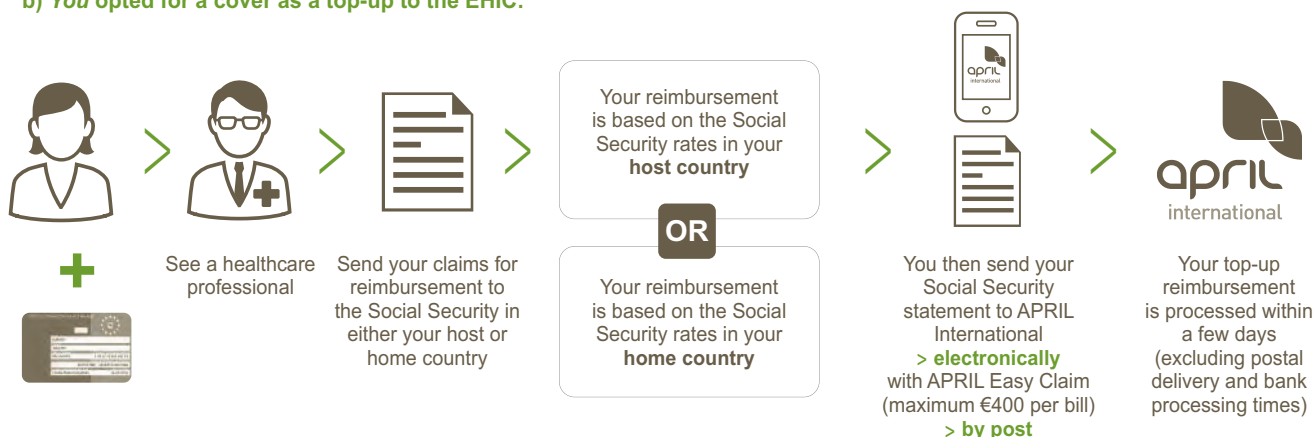 b) You opted for a cover as a top-up to the EHIC:
See a healthcare
professional
Send your claims for
reimbursement to
the Social Security in
either your host or
home country
Your reimbursement
is based on the Social
Security rates in your
host country
OR
Your reimbursement
is based on the Social
Security rates in your
home country
april
international
You then send your
Social Security
statement to APRIL
International
> electronically
with APRIL Easy Claim
(maximum €400 per bill)
> by post
april
international
Your top-up
reimbursement
is processed within
a few days
(excluding postal
delivery and bank
processing times)